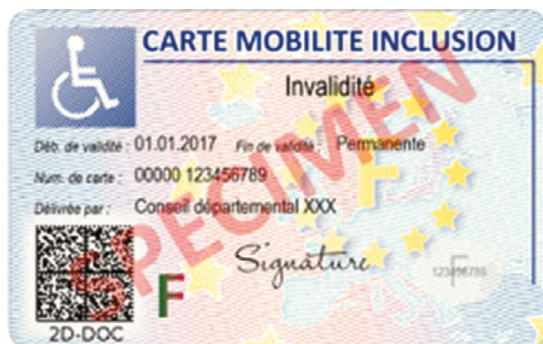 CARTE MOBILITE INCLUSION
Invalidité
Déb. de validité : 01.01.2017 Fin de validité : Permanente
Num. de carte : 00000 123456789
Délivrée par : Conseil départemental XXX
SPECIMEN
F
Signature
F
123456789
F
2D-DOC